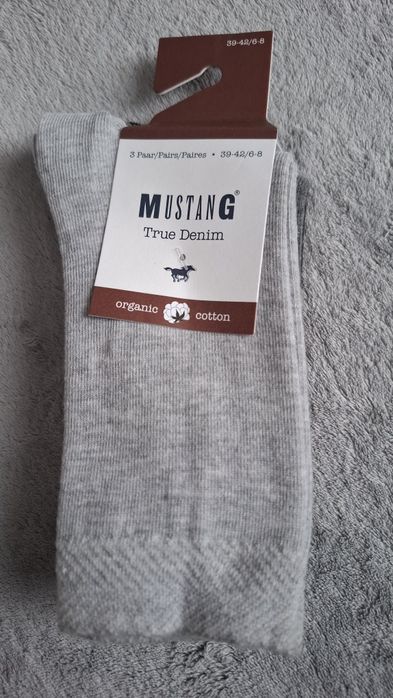 39-42/6-8
3 Paar/Pairs/Paires • 39-42/6-8
MUSTANG®
True Denim
organic cotton